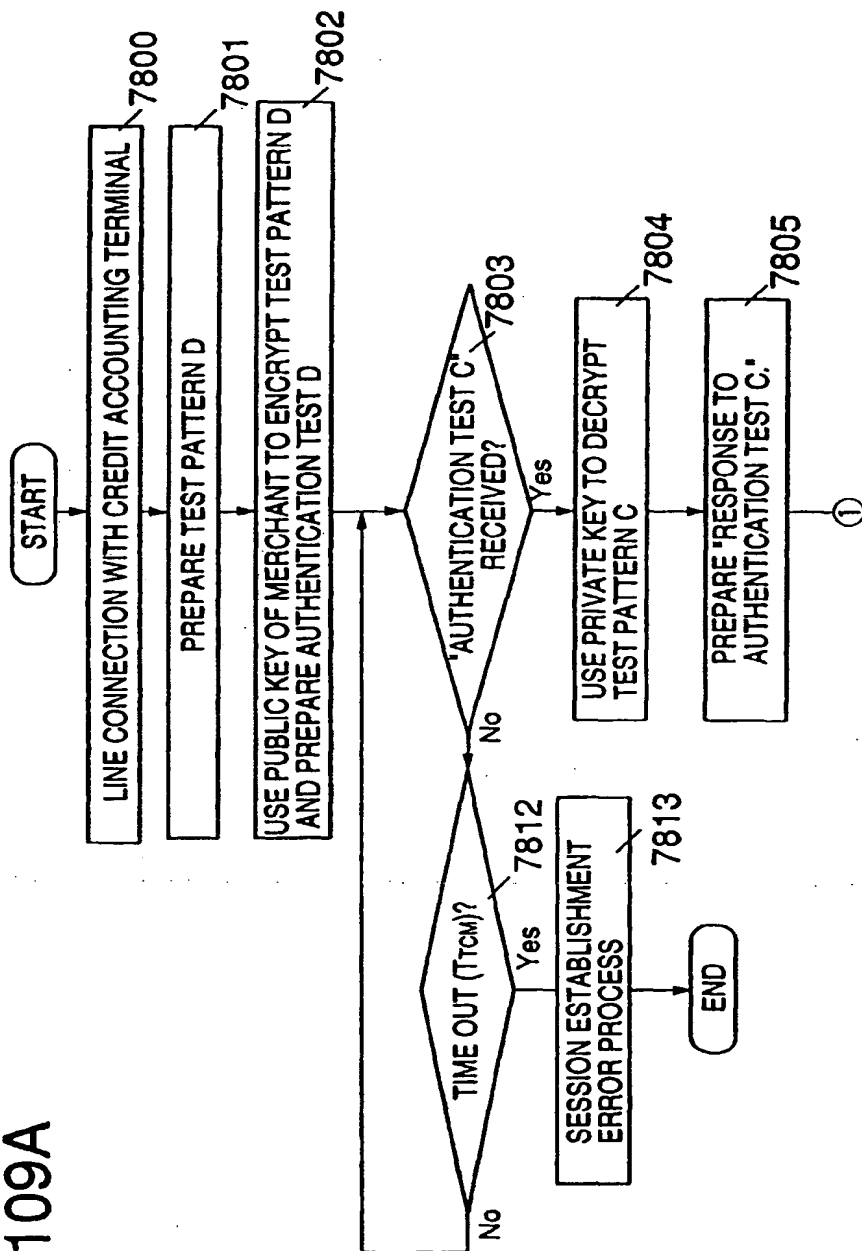 109A
START
LINE CONNECTION WITH CREDIT ACCOUNTING TERMINAL
7800
PREPARE TEST PATTERN D
7801
USE PUBLIC KEY OF MERCHANT TO ENCRYPT TEST PATTERN D
AND PREPARE AUTHENTICATION TEST D
7802
"AUTHENTICATION TEST C"
RECEIVED?
7803
No
Yes
TIME OUT (TTCM)?
7812
No
Yes
USE PRIVATE KEY TO DECRYPT
TEST PATTERN C
7804
SESSION ESTABLISHMENT
ERROR PROCESS
7813
PREPARE "RESPONSE TO
AUTHENTICATION TEST C."
7805
END
1